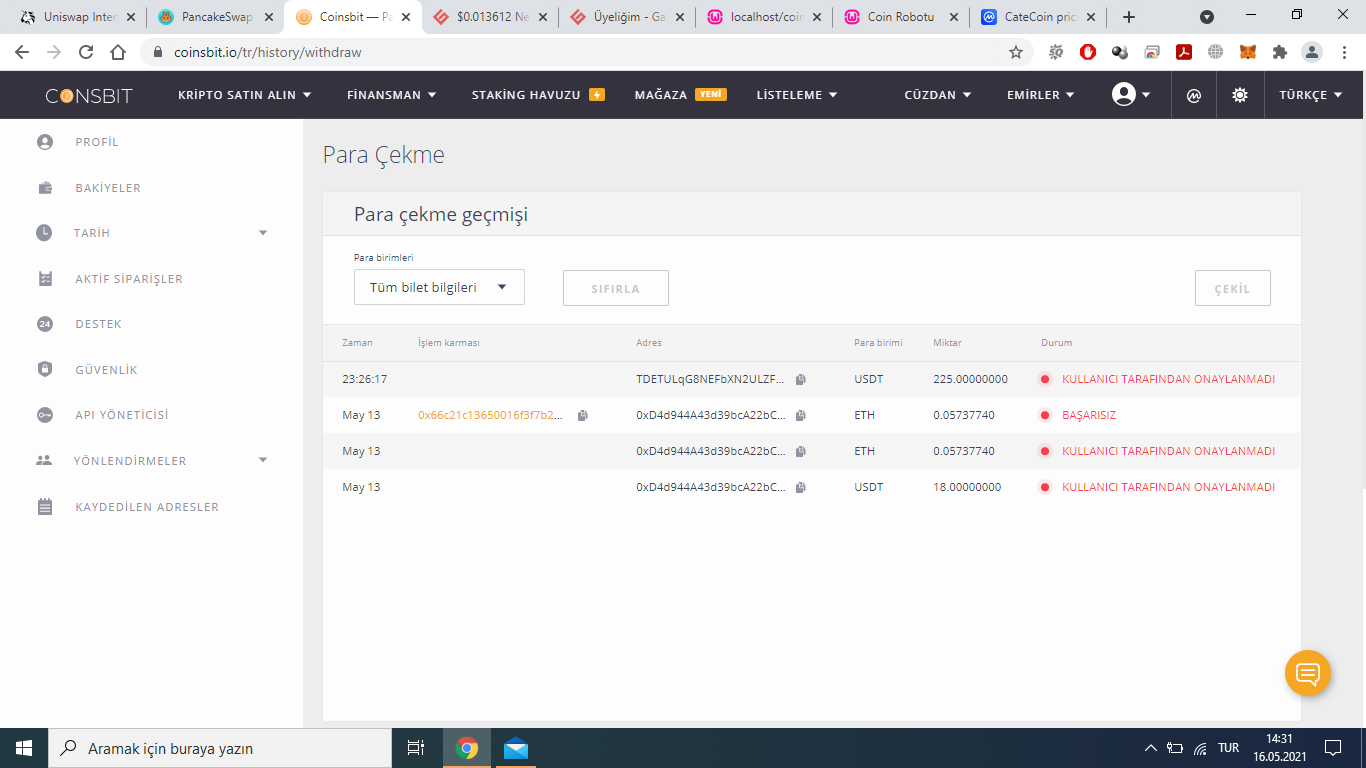 Uniswap Inter
PancakeSwap
Coinsbit — Pa
$0.013612 Ne
Üyeliğim - Ga
localhost/coin
Coin Robotu
CateCoin pric
coinsbit.io/tr/history/withdraw
COINSBIT
KRİPTO SATIN ALIN
FİNANSMAN
STAKİNG HAVUZU
MAĞAZA YENİ
LİSTELEME
CÜZDAN
EMİRLER
TÜRKÇE
PROFİL
BAKİYELER
TARİH
AKTİF SİPARİŞLER
24 DESTEK
GÜVENLİK
API YÖNETİCİSİ
YÖNLENDİRMELER
KAYDEDİLEN ADRESLER
Para Çekme
Para çekme geçmişi
Para birimleri
Tüm bilet bilgileri
SIFIRLA
ÇEKİL
Zaman İşlem karması Adres Para birimi Miktar Durum
23:26:17 TDETULqG8NEFbXN2ULZF... USDT 225.00000000 KULLANICI TARAFINDAN ONAYLANMADI
May 13 0x66c21c13650016f3f7b2... 0xD4d944A43d39bcA22bC... ETH 0.05737740 BAŞARISIZ
May 13 0xD4d944A43d39bcA22bC... ETH 0.05737740 KULLANICI TARAFINDAN ONAYLANMADI
May 13 0xD4d944A43d39bcA22bC... USDT 18.00000000 KULLANICI TARAFINDAN ONAYLANMADI
Aramak için buraya yazın
TUR
14:31
16.05.2021